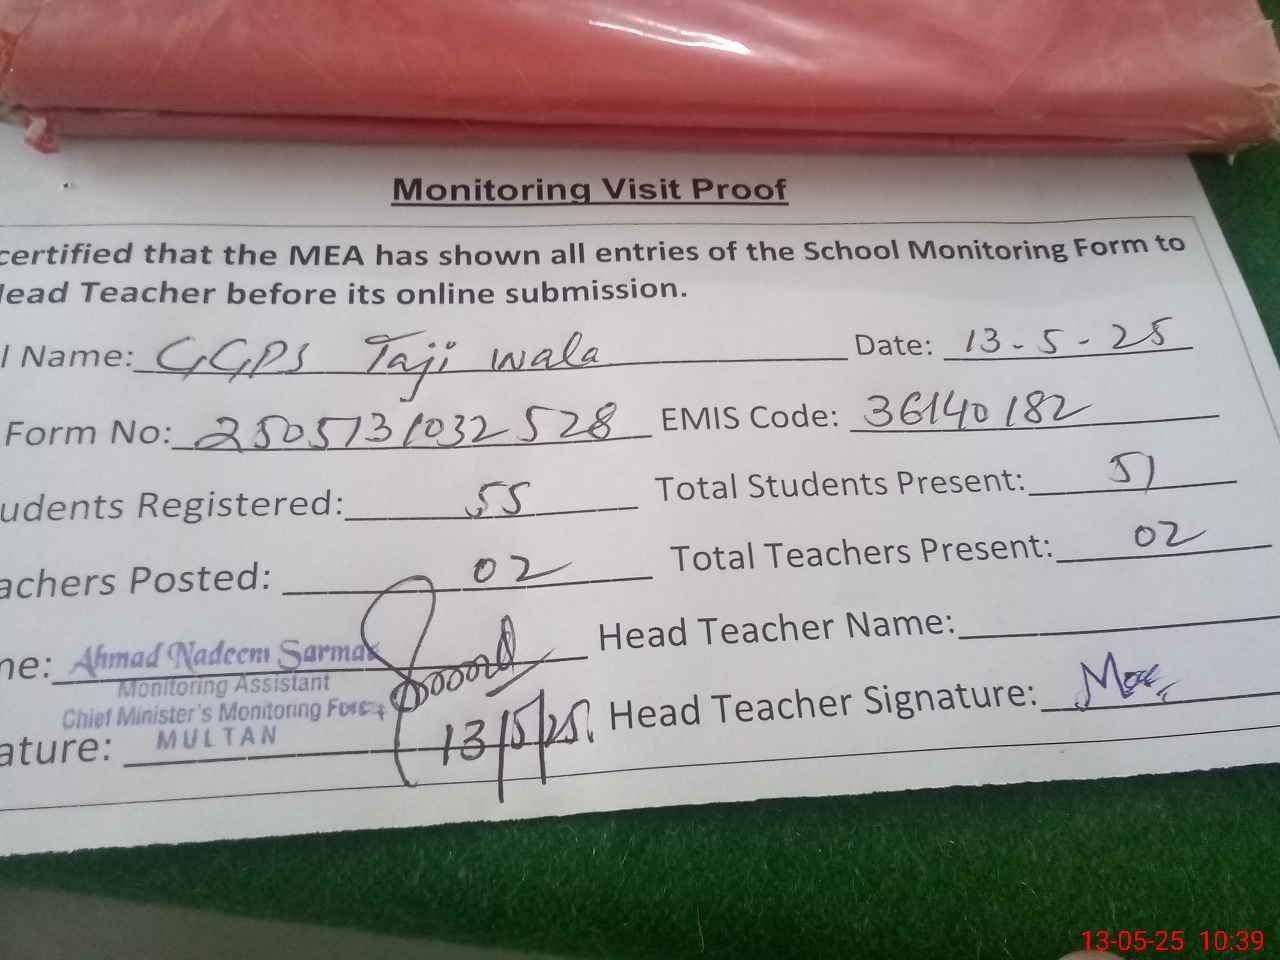 Monitoring Visit Proof
certified that the MEA has shown all entries of the School Monitoring Form to
Head Teacher before its online submission.
l Name: GGPS Taji wala Date: 13-5-25
Form No: 2505131032528 EMIS Code: 36140182
udents Registered: 55 Total Students Present: 51
achers Posted: 02 Total Teachers Present: 02
me: Ahmad Nadeem Sarmad Head Teacher Name:
Monitoring Assistant
Chief Minister's Monitoring Force
MULTAN
ature: 13/5/25 Head Teacher Signature:
13-05-25 10:39